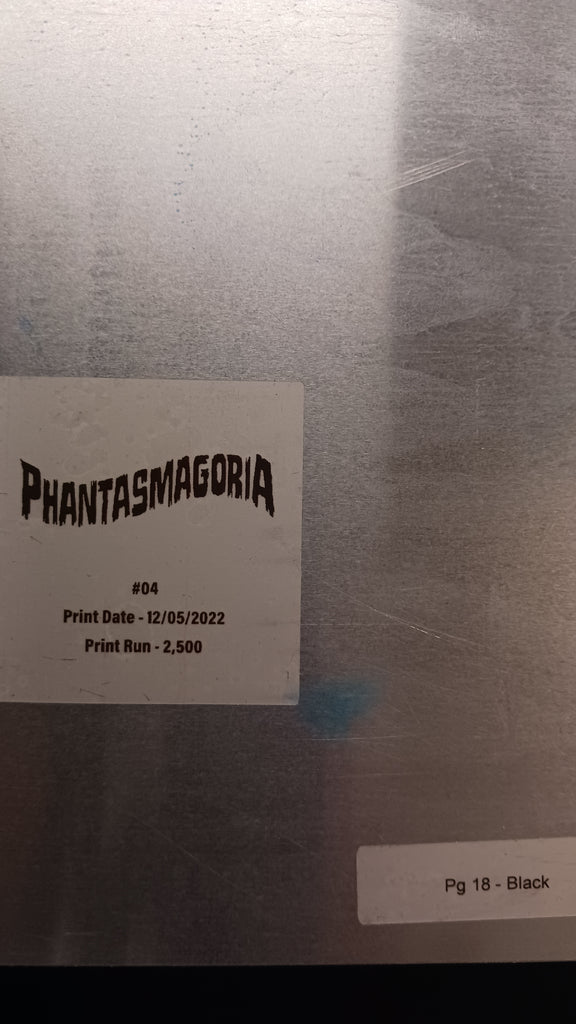 PHANTASMAGORIA
#04
Print Date - 12/05/2022
Print Run - 2,500
Pg 18 - Black